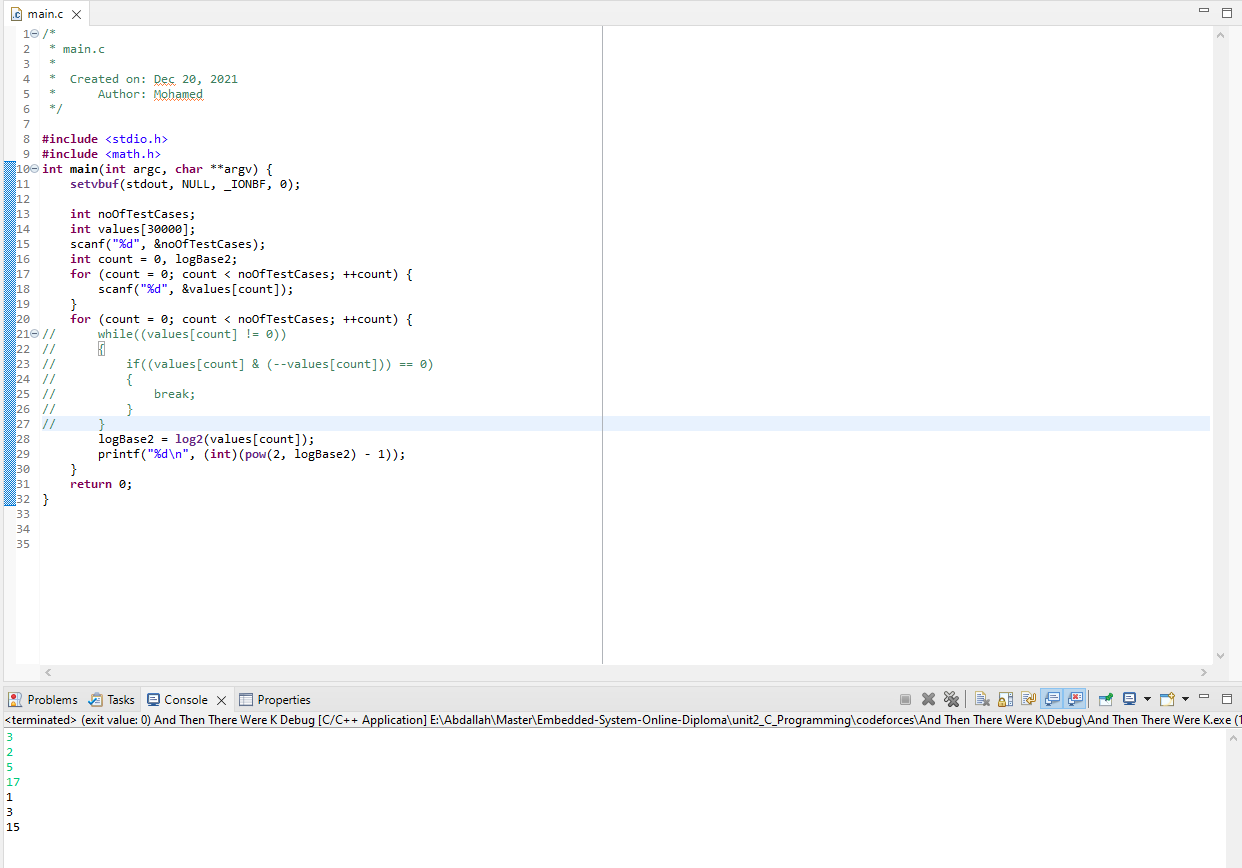 main.c
1 /*
2  * main.c
3  *
4  *  Created on: Dec 20, 2021
5  *      Author: Mohamed
6  */
7
8 #include <stdio.h>
9 #include <math.h>
10 int main(int argc, char **argv) {
11     setvbuf(stdout, NULL, _IONBF, 0);
12
13     int noOfTestCases;
14     int values[30000];
15     scanf("%d", &noOfTestCases);
16     int count = 0, logBase2;
17     for (count = 0; count < noOfTestCases; ++count) {
18         scanf("%d", &values[count]);
19     }
20     for (count = 0; count < noOfTestCases; ++count) {
21 //      while((values[count] != 0))
22 //      {
23 //          if((values[count] & (--values[count])) == 0)
24 //          {
25 //              break;
26 //          }
27 //      }
28         logBase2 = log2(values[count]);
29         printf("%d\n", (int)(pow(2, logBase2) - 1));
30     }
31     return 0;
32 }
33
34
35
Problems Tasks Console Properties
<terminated> (exit value: 0) And Then There Were K Debug [C/C++ Application] E:\Abdallah\Master\Embedded-System-Online-Diploma\unit2_C_Programming\codeforces\And Then There Were K\Debug\And Then There Were K.exe (1
3
2
5
17
1
3
15